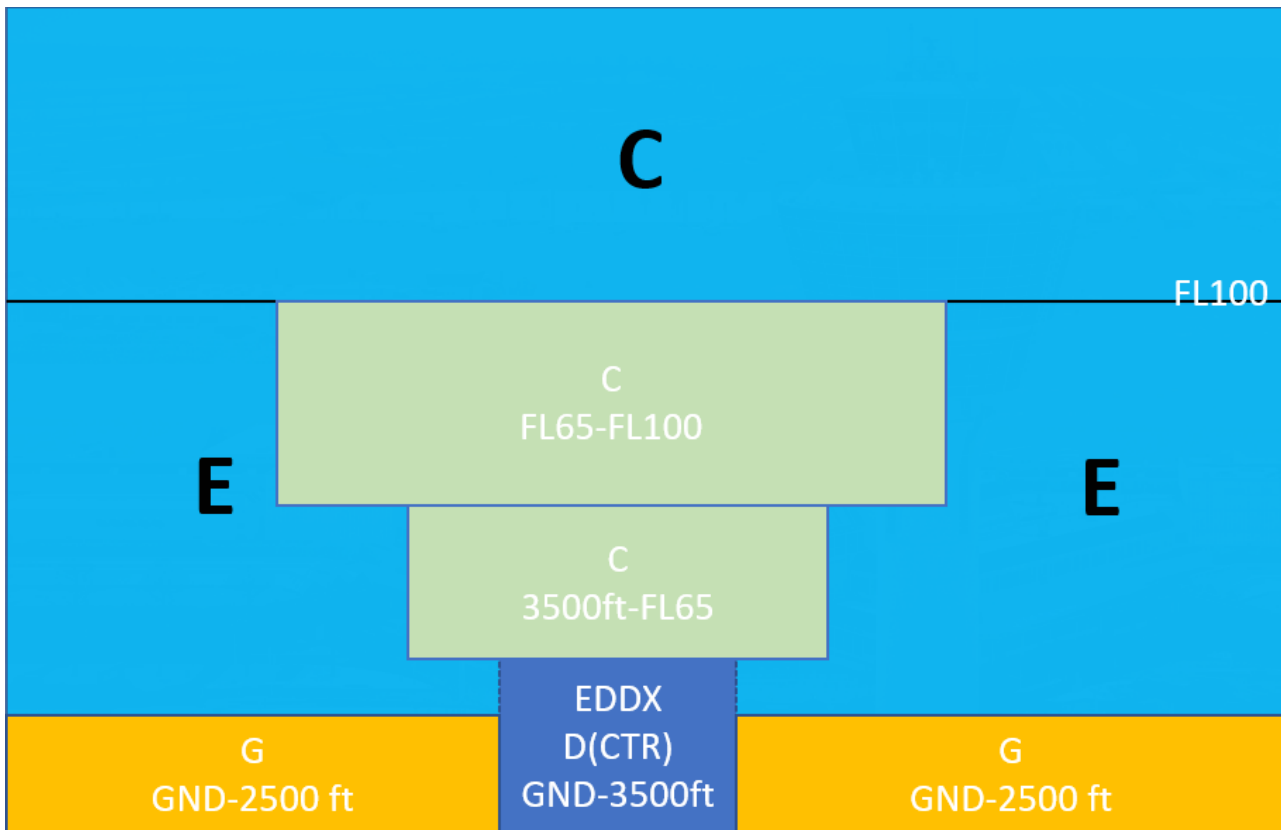 C
FL100
C
FL65-FL100
E
E
C
3500ft-FL65
EDDX
D(CTR)
GND-3500ft
G
GND-2500 ft
G
GND-2500 ft